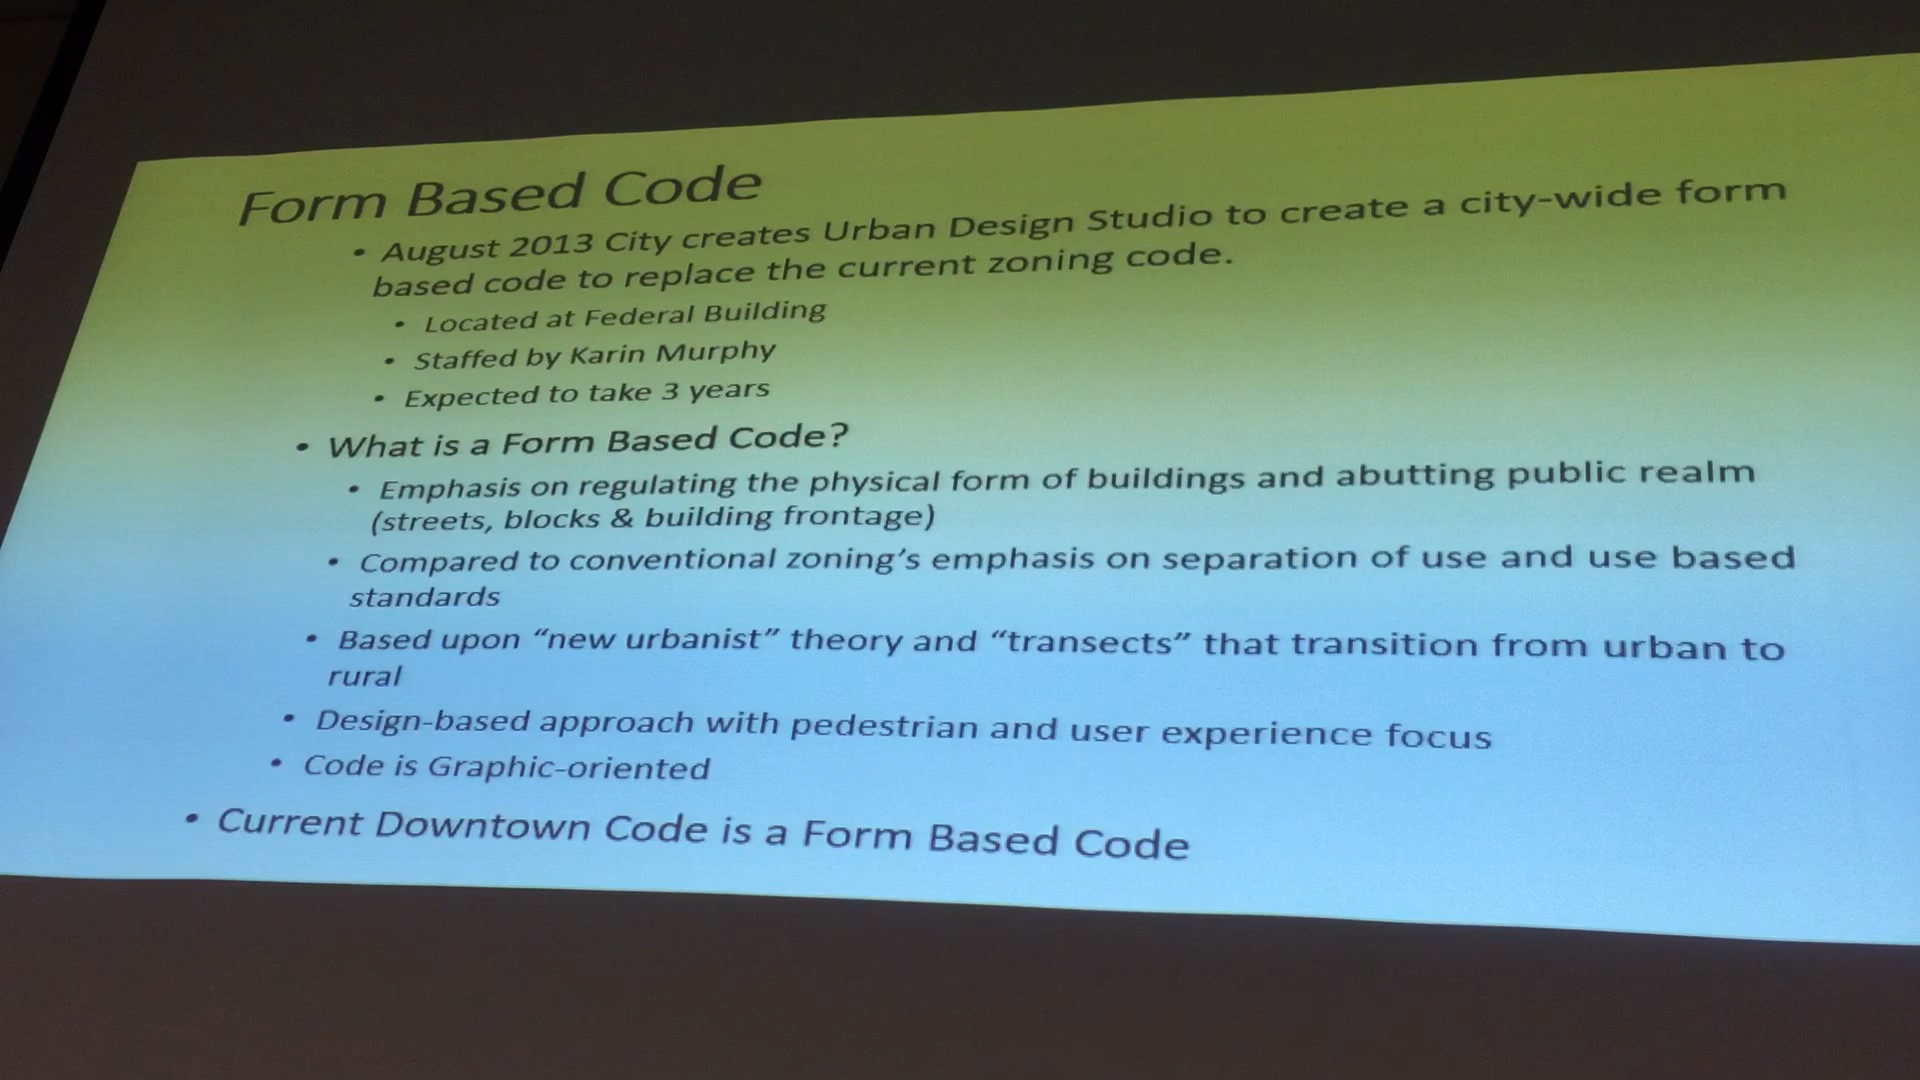 Form Based Code
• August 2013 City creates Urban Design Studio to create a city-wide form
based code to replace the current zoning code.
• Located at Federal Building
• Staffed by Karin Murphy
• Expected to take 3 years
• What is a Form Based Code?
• Emphasis on regulating the physical form of buildings and abutting public realm
(streets, blocks & building frontage)
• Compared to conventional zoning’s emphasis on separation of use and use based
standards
• Based upon “new urbanist” theory and “transects” that transition from urban to
rural
• Design-based approach with pedestrian and user experience focus
• Code is Graphic-oriented
• Current Downtown Code is a Form Based Code